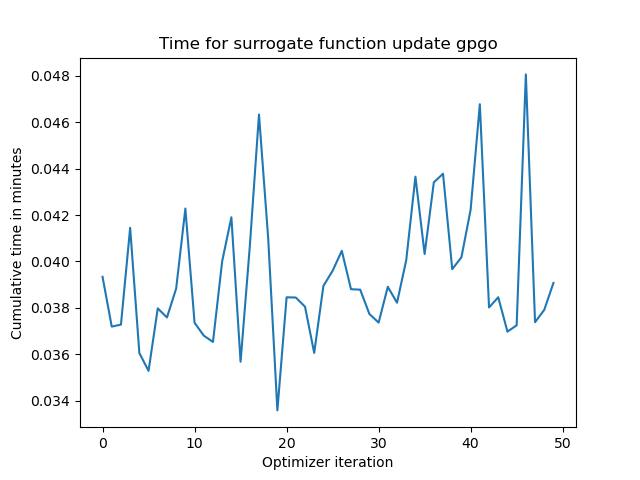 Time for surrogate function update gpgo
Cumulative time in minutes
0.048
0.046
0.044
0.042
0.040
0.038
0.036
0.034
0 10 20 30 40 50
Optimizer iteration